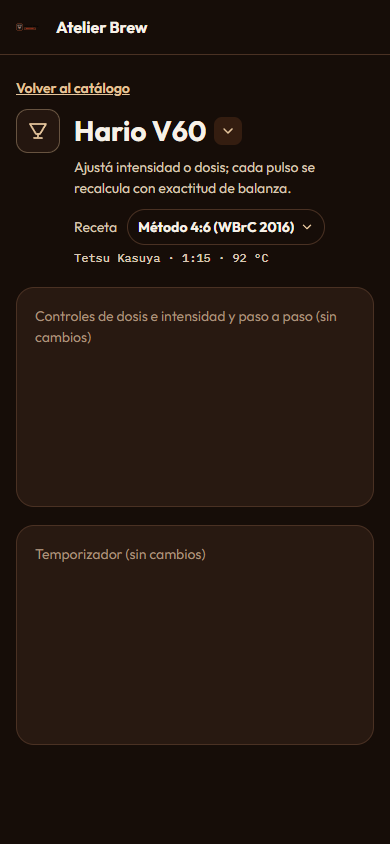 Atelier Brew
Volver al catálogo
Hario V60
Ajustá intensidad o dosis; cada pulso se
recalcula con exactitud de balanza.
Receta
Método 4:6 (WBrC 2016)
Tetsu Kasuya · 1:15 · 92 °C
Controles de dosis e intensidad y paso a paso (sin
cambios)
Temporizador (sin cambios)